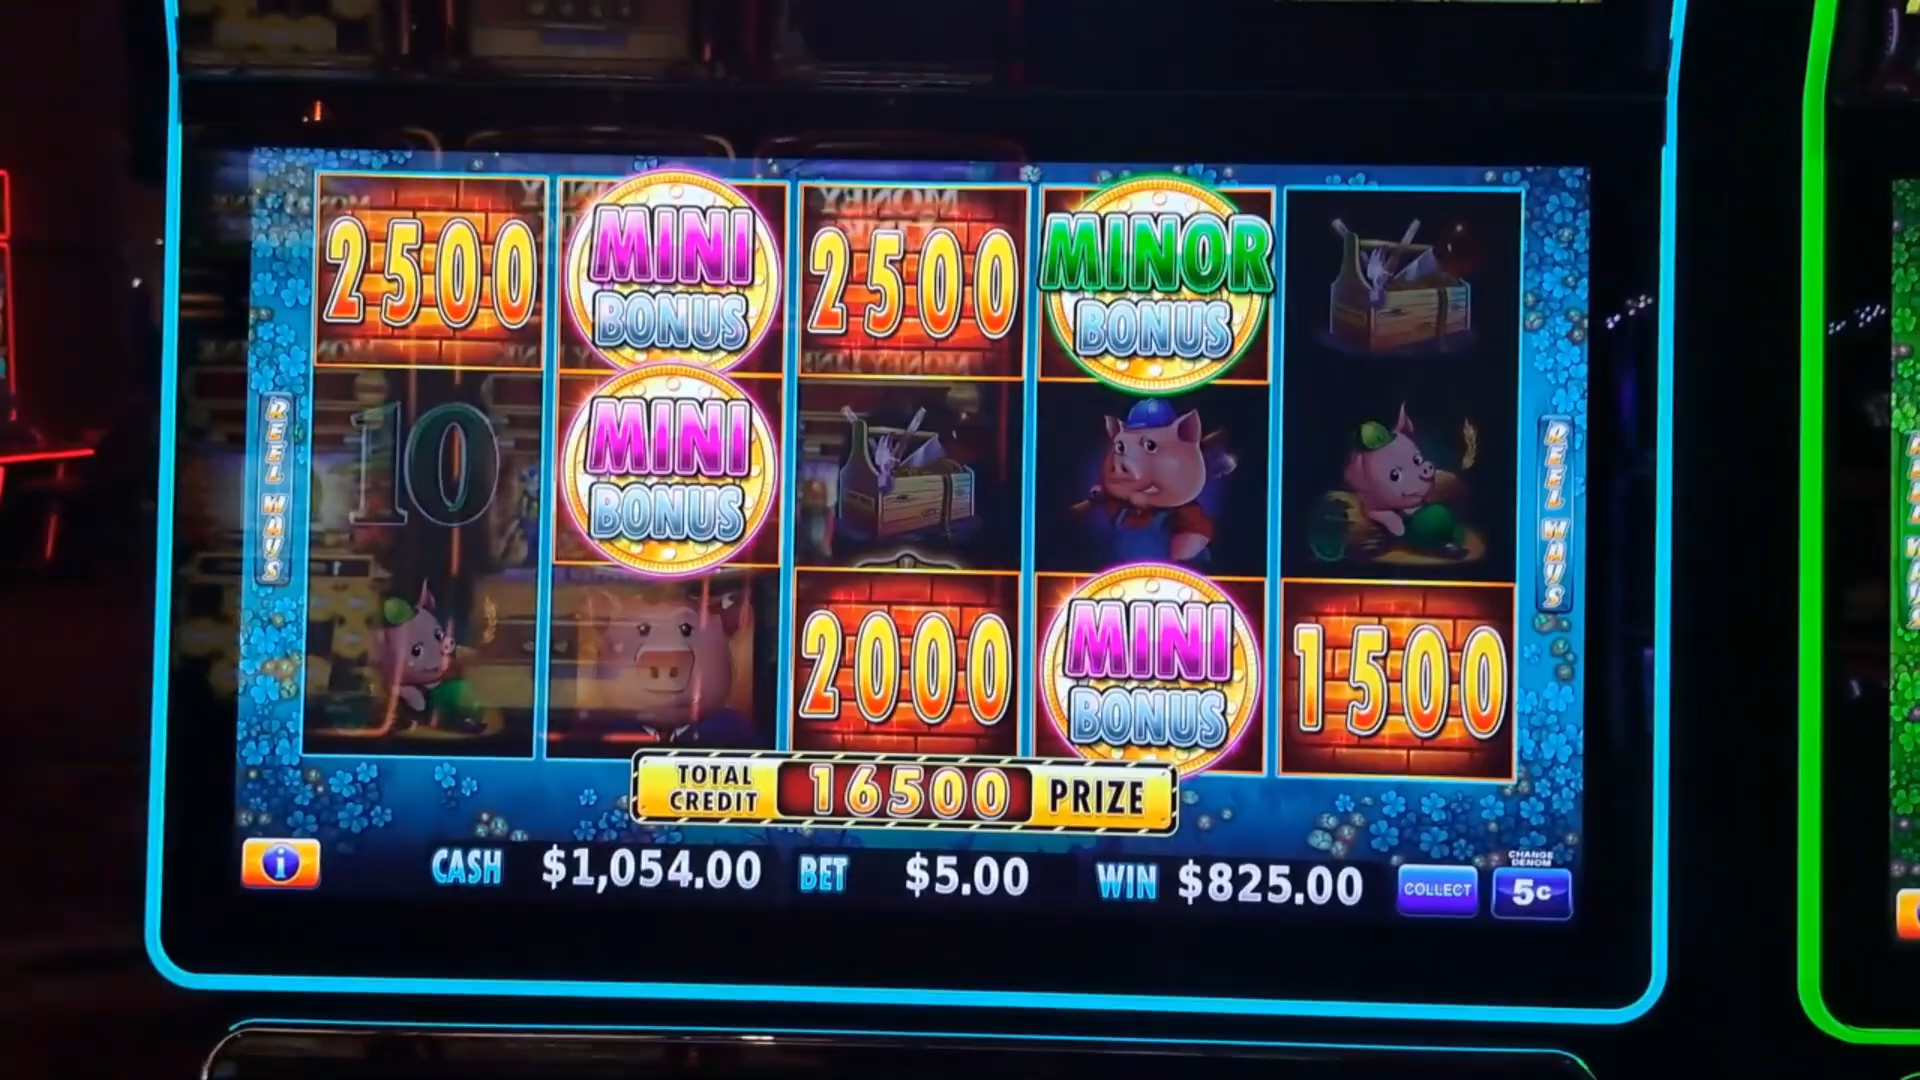 2500
MINI
BONUS
2500
MINOR
BONUS
10
MINI
BONUS
2000
MINI
BONUS
1500
REEL WAYS
REEL WAYS
TOTAL
CREDIT
16500
PRIZE
CASH $1,054.00 BET $5.00 WIN $825.00
COLLECT
CHANGE
DENOM
5¢